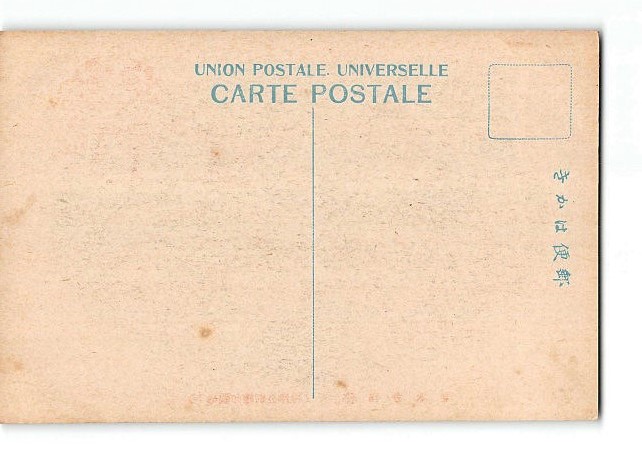 UNION POSTALE. UNIVERSELLE
CARTE POSTALE
きかは便郵